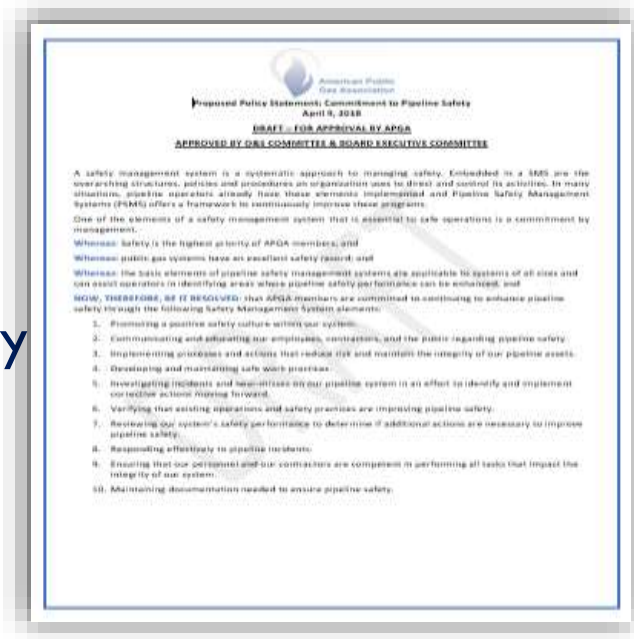 American Public
Gas Association
Proposed Policy Statement: Commitment to Pipeline Safety
April 9, 2018
DRAFT – FOR APPROVAL BY APGA
APPROVED BY O&S COMMITTEE & BOARD EXECUTIVE COMMITTEE
A safety management system is a systematic approach to managing safety. Embedded in a SMS are the
overarching structures, policies and procedures an organization uses to direct and control its activities. In many
situations, pipeline operators already have these elements implemented and Pipeline Safety Management
Systems (PSMS) offers a framework to continuously improve these programs.
One of the elements of a safety management system that is essential to safe operations is a commitment by
management.
Whereas: Safety is the highest priority of APGA members, and
Whereas: public gas systems have an excellent safety record; and
Whereas: the basic elements of pipeline safety management systems are applicable to systems of all sizes and
can assist operators in identifying areas where pipeline safety performance can be enhanced, and
NOW, THEREFORE, BE IT RESOLVED: that APGA members are committed to continuing to enhance pipeline
safety through the following Safety Management System elements:
1. Promoting a positive safety culture within our system.
y
2. Communicating and educating our employees, contractors, and the public regarding pipeline safety.
3. Implementing processes and actions that reduce risk and maintain the integrity of our pipeline assets.
4. Developing and maintaining safe work practices.
5. Investigating incidents and near-misses on our pipeline system in an effort to identify and implement
corrective actions moving forward.
6. Verifying that existing operations and safety practices are improving pipeline safety.
7. Reviewing our system's safety performance to determine if additional actions are necessary to improve
pipeline safety.
8. Responding effectively to pipeline incidents.
9. Ensuring that our personnel and our contractors are competent in performing all tasks that impact the
integrity of our system.
10. Maintaining documentation needed to ensure pipeline safety.
DRAFT